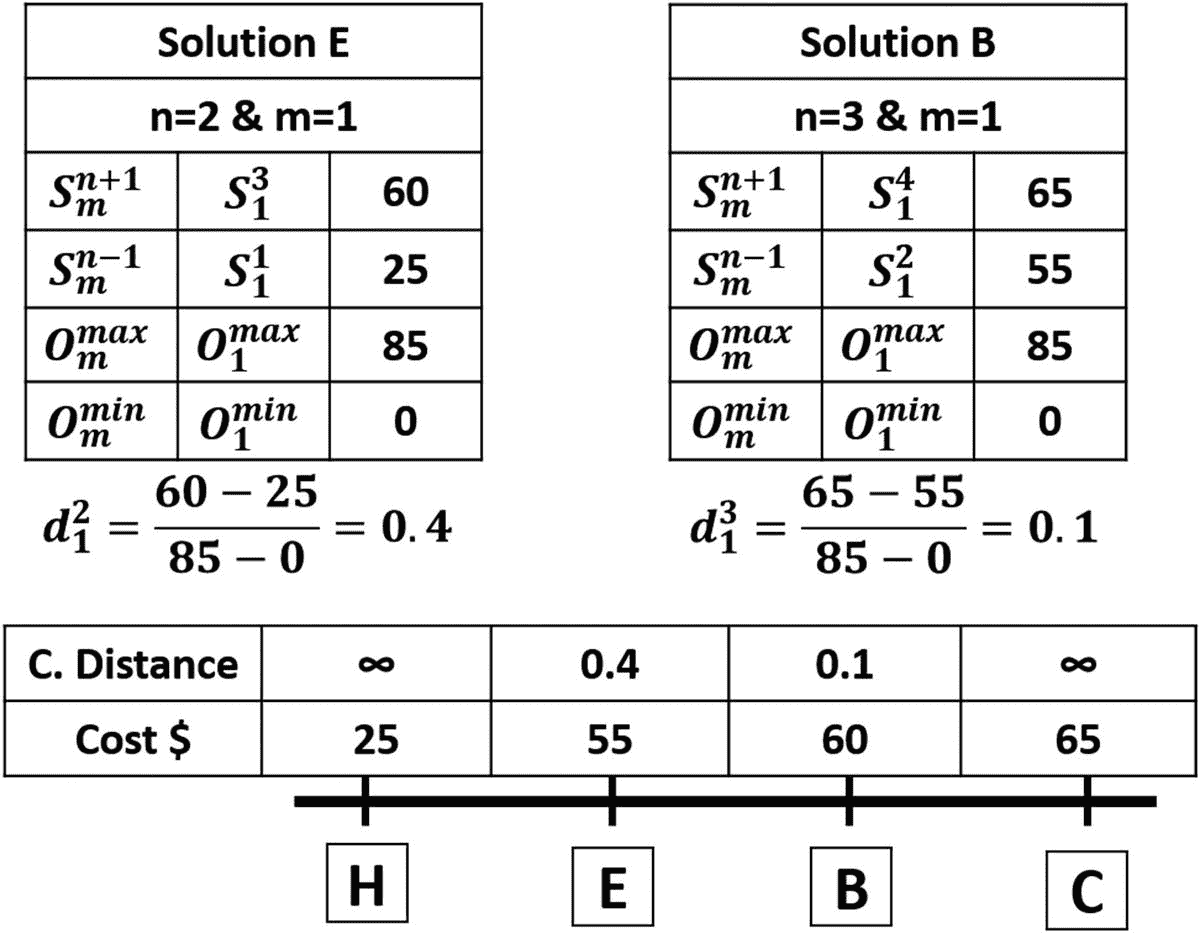 Solution E
n=2 & m=1
S_m^{n+1} S_1^3 60
S_m^{n-1} S_1^1 25
O_m^{max} O_1^{max} 85
O_m^{min} O_1^{min} 0
d_1^2 = \frac{60 - 25}{85 - 0} = 0.4
Solution B
n=3 & m=1
S_m^{n+1} S_1^4 65
S_m^{n-1} S_1^2 55
O_m^{max} O_1^{max} 85
O_m^{min} O_1^{min} 0
d_1^3 = \frac{65 - 55}{85 - 0} = 0.1
C. Distance ∞ 0.4 0.1 ∞
Cost $ 25 55 60 65
H E B C